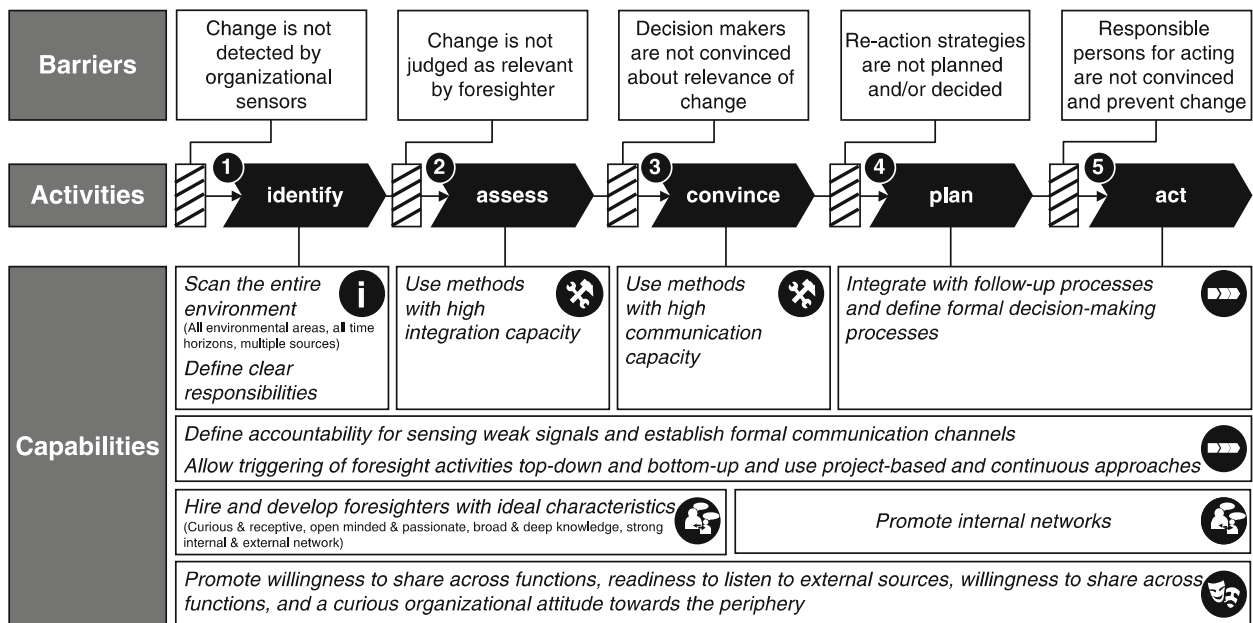 Barriers
Change is not
detected by
organizational
sensors
Change is not
judged as relevant
by foresighter
Decision makers
are not convinced
about relevance of
change
Re-action strategies
are not planned
and/or decided
Responsible
persons for acting
are not convinced
and prevent change
Activities
1
identify
2
assess
3
convince
4
plan
5
act
Capabilities
Scan the entire
environment
(All environmental areas, all time
horizons, multiple sources)
Define clear
responsibilities
i
Use methods
with high
integration capacity
Use methods
with high
communication
capacity
Integrate with follow-up processes
and define formal decision-making
processes
Define accountability for sensing weak signals and establish formal communication channels
Allow triggering of foresight activities top-down and bottom-up and use project-based and continuous approaches
Hire and develop foresighters with ideal characteristics
(Curious & receptive, open minded & passionate, broad & deep knowledge, strong
internal & external network)
Promote internal networks
Promote willingness to share across functions, readiness to listen to external sources, willingness to share across
functions, and a curious organizational attitude towards the periphery